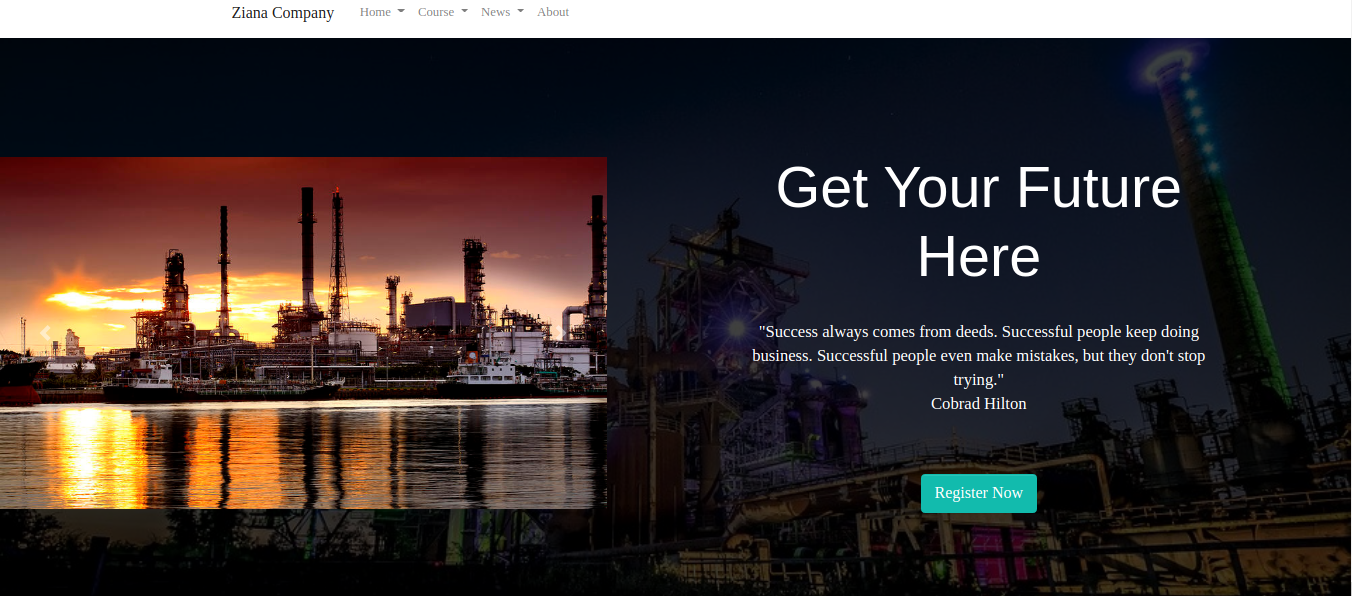 Ziana Company Home Course News About
Get Your Future
Here
"Success always comes from deeds. Successful people keep doing
business. Successful people even make mistakes, but they don't stop
trying."
Cobrad Hilton
Register Now